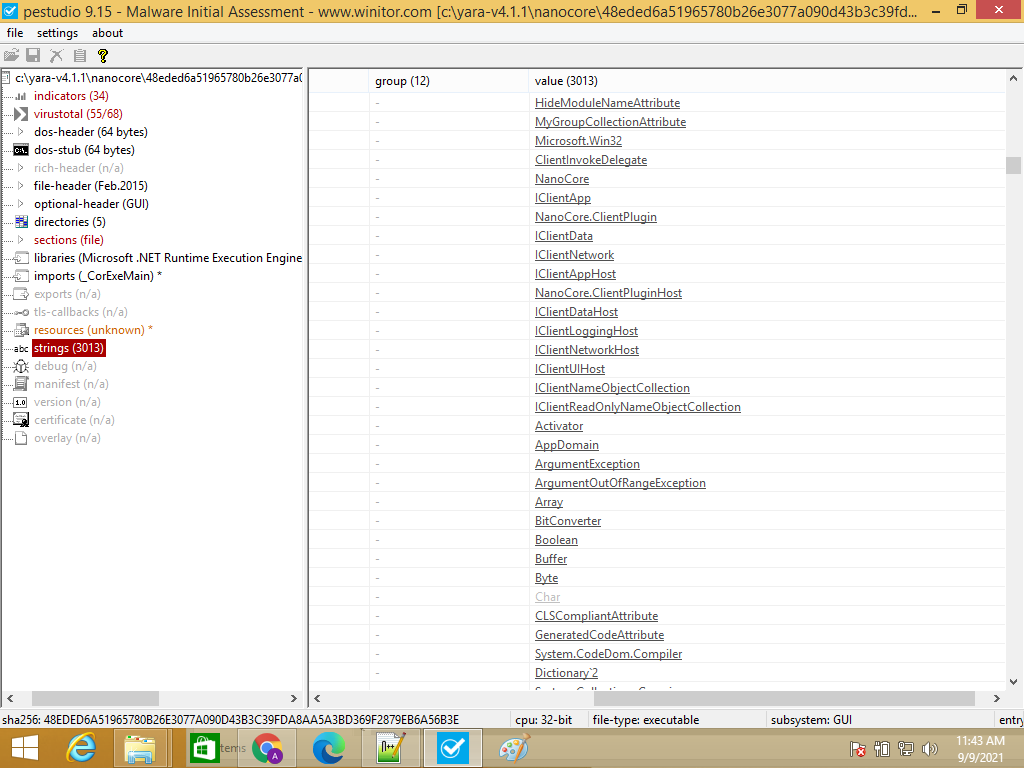 pestudio 9.15 - Malware Initial Assessment - www.winitor.com [c:\yara-v4.1.1\nanocore\48eded6a51965780b26e3077a090d43b3c39fd...
file settings about
c:\yara-v4.1.1\nanocore\48eded6a51965780b26e3077a0
indicators (34)
virustotal (55/68)
dos-header (64 bytes)
dos-stub (64 bytes)
rich-header (n/a)
file-header (Feb.2015)
optional-header (GUI)
directories (5)
sections (file)
libraries (Microsoft .NET Runtime Execution Engine
imports (_CorExeMain) *
exports (n/a)
tls-callbacks (n/a)
resources (unknown) *
abc strings (3013)
debug (n/a)
manifest (n/a)
1.0 version (n/a)
certificate (n/a)
overlay (n/a)
group (12) value (3013)
- HideModuleNameAttribute
- MyGroupCollectionAttribute
- Microsoft.Win32
- ClientInvokeDelegate
- NanoCore
- IClientApp
- NanoCore.ClientPlugin
- IClientData
- IClientNetwork
- IClientAppHost
- NanoCore.ClientPluginHost
- IClientDataHost
- IClientLoggingHost
- IClientNetworkHost
- IClientUIHost
- IClientNameObjectCollection
- IClientReadOnlyNameObjectCollection
- Activator
- AppDomain
- ArgumentException
- ArgumentOutOfRangeException
- Array
- BitConverter
- Boolean
- Buffer
- Byte
- Char
- CLSCompliantAttribute
- GeneratedCodeAttribute
- System.CodeDom.Compiler
- Dictionary`2
sha256: 48EDED6A51965780B26E3077A090D43B3C39FDA8AA5A3BD369F2879EB6A56B3E cpu: 32-bit file-type: executable subsystem: GUI entry
tems
A
11:43 AM
9/9/2021